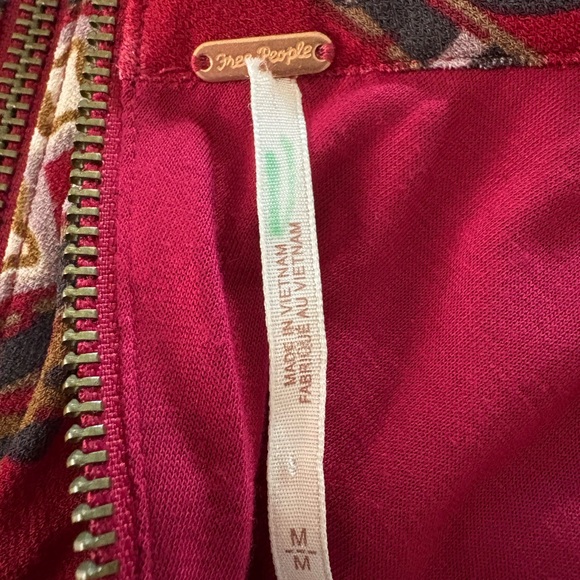 Free People
MADE IN VIETNAM
FABRIQUÉ AU VIETNAM
M
M